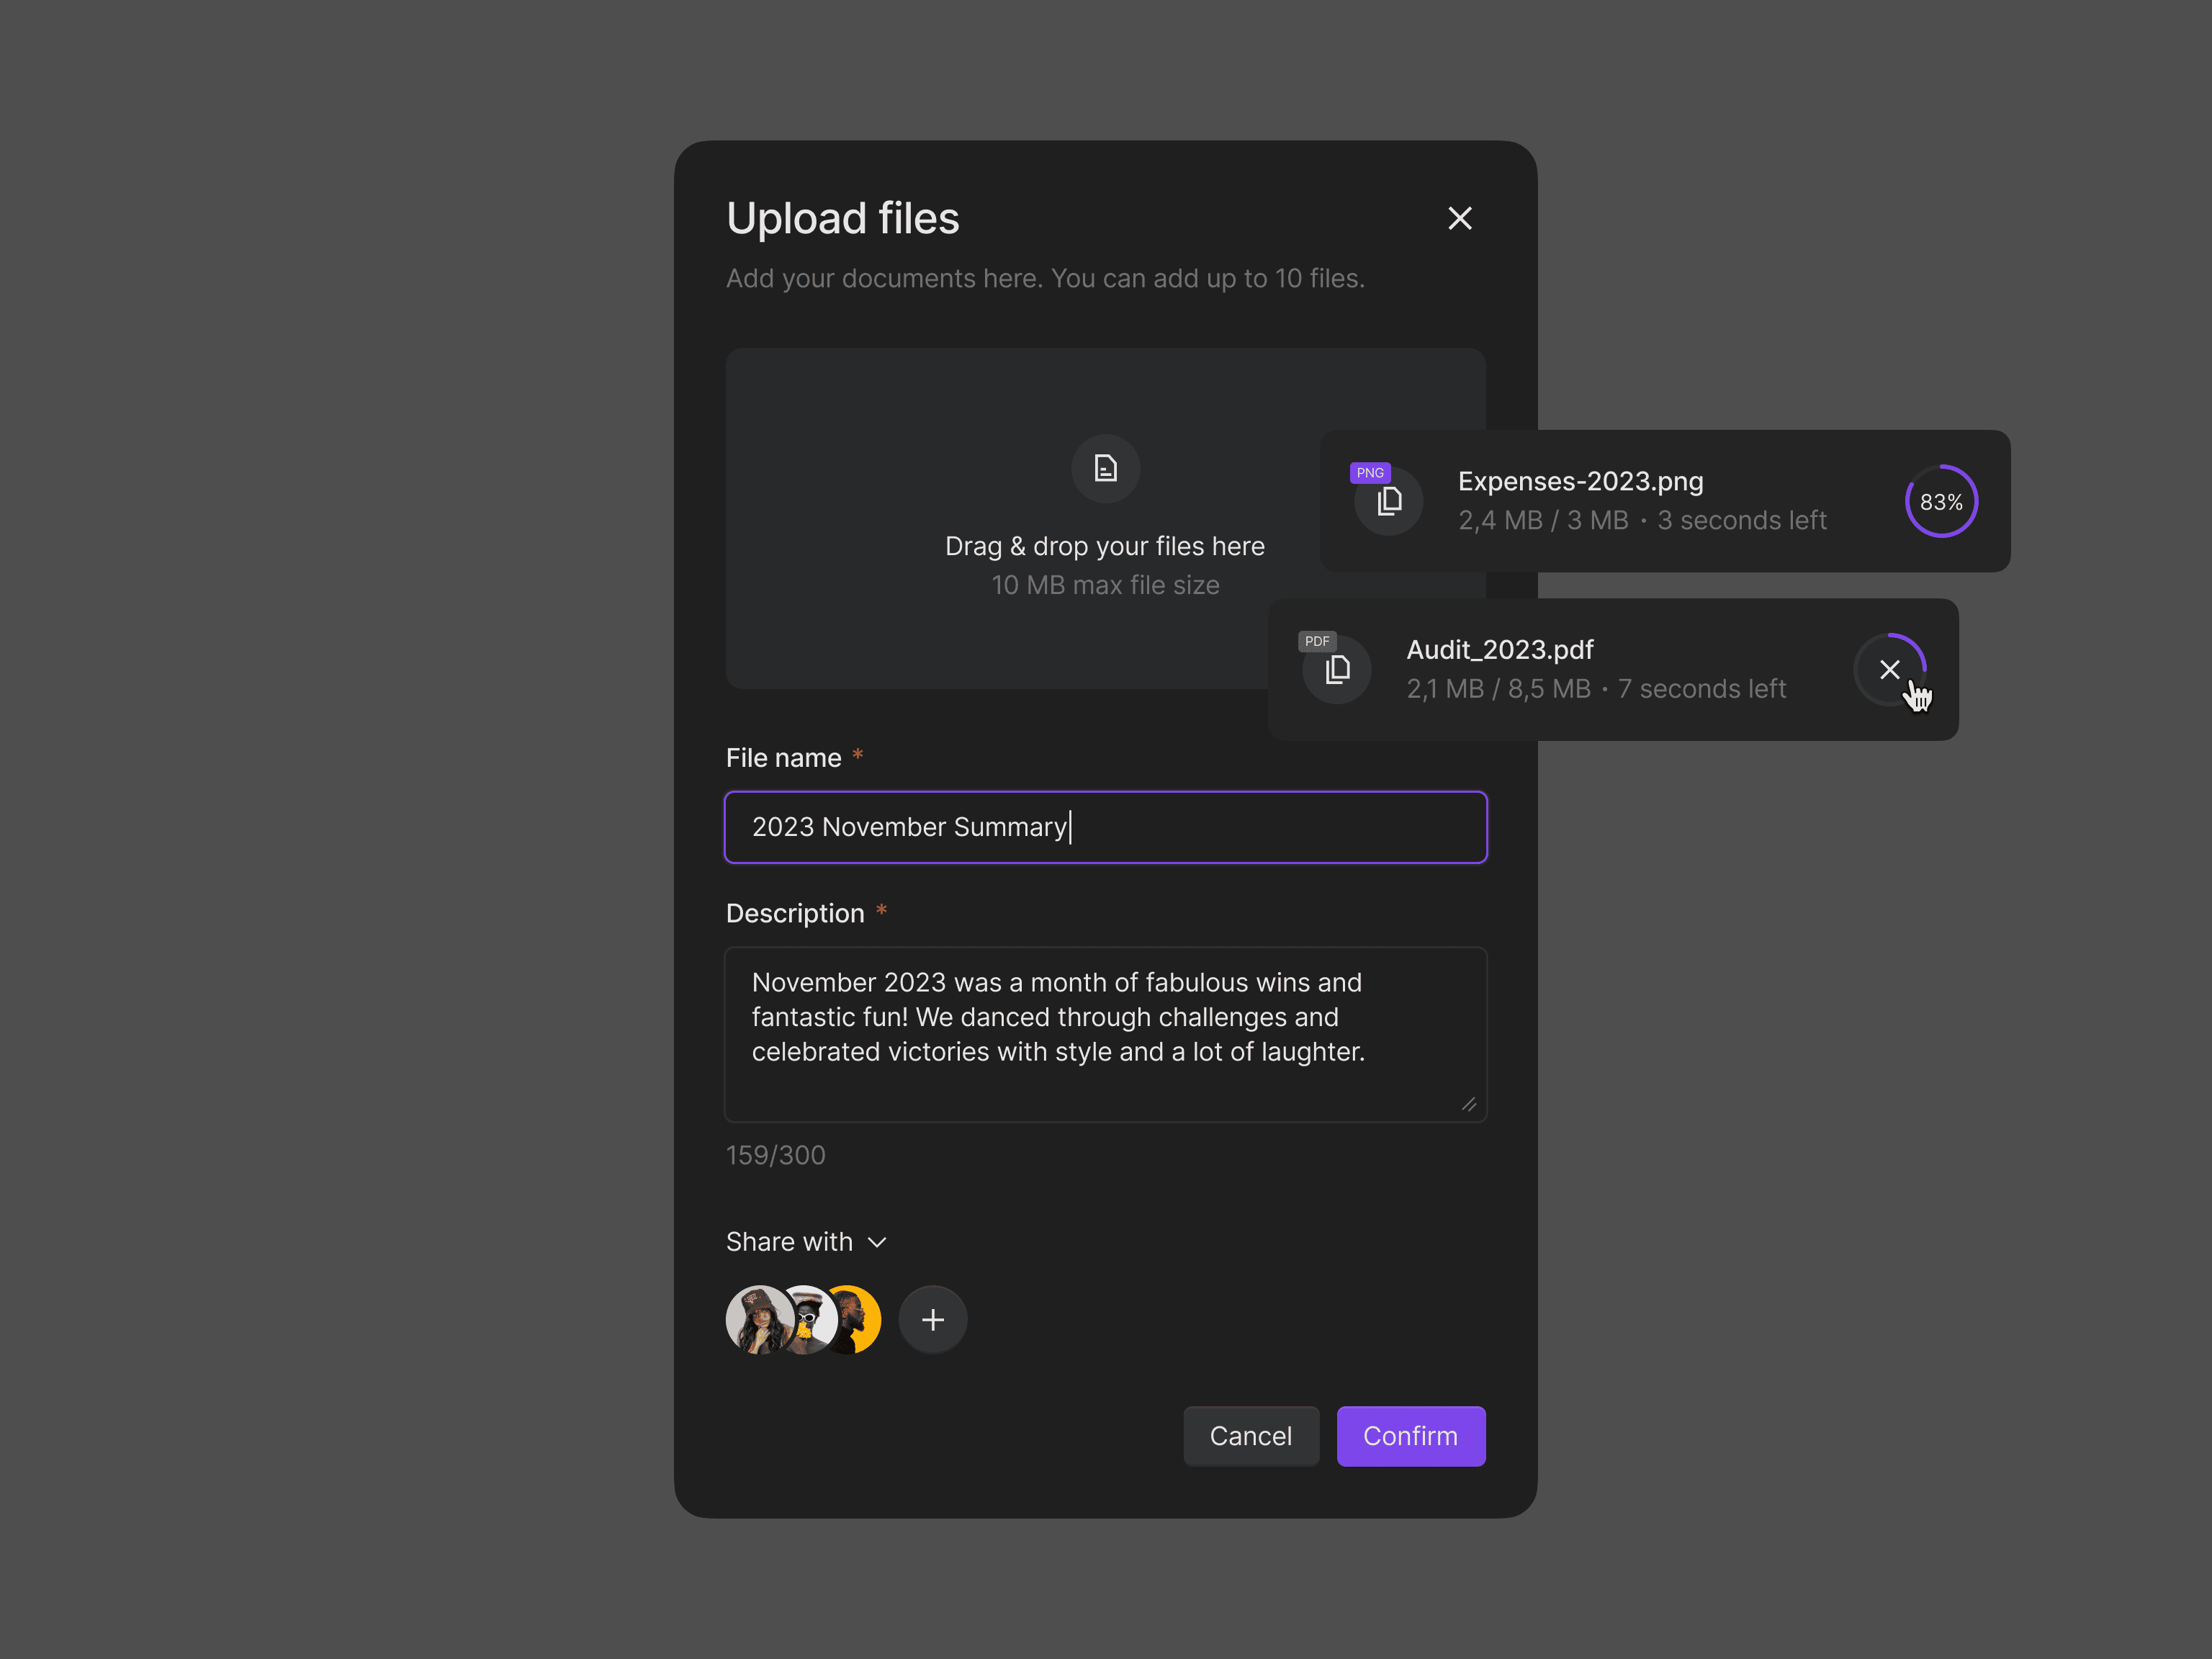 Upload files
Add your documents here. You can add up to 10 files.
Drag & drop your files here
10 MB max file size
PNG
Expenses-2023.png
2,4 MB / 3 MB • 3 seconds left
83%
PDF
Audit_2023.pdf
2,1 MB / 8,5 MB • 7 seconds left
File name *
2023 November Summary
Description *
November 2023 was a month of fabulous wins and
fantastic fun! We danced through challenges and
celebrated victories with style and a lot of laughter.
159/300
Share with
Cancel
Confirm